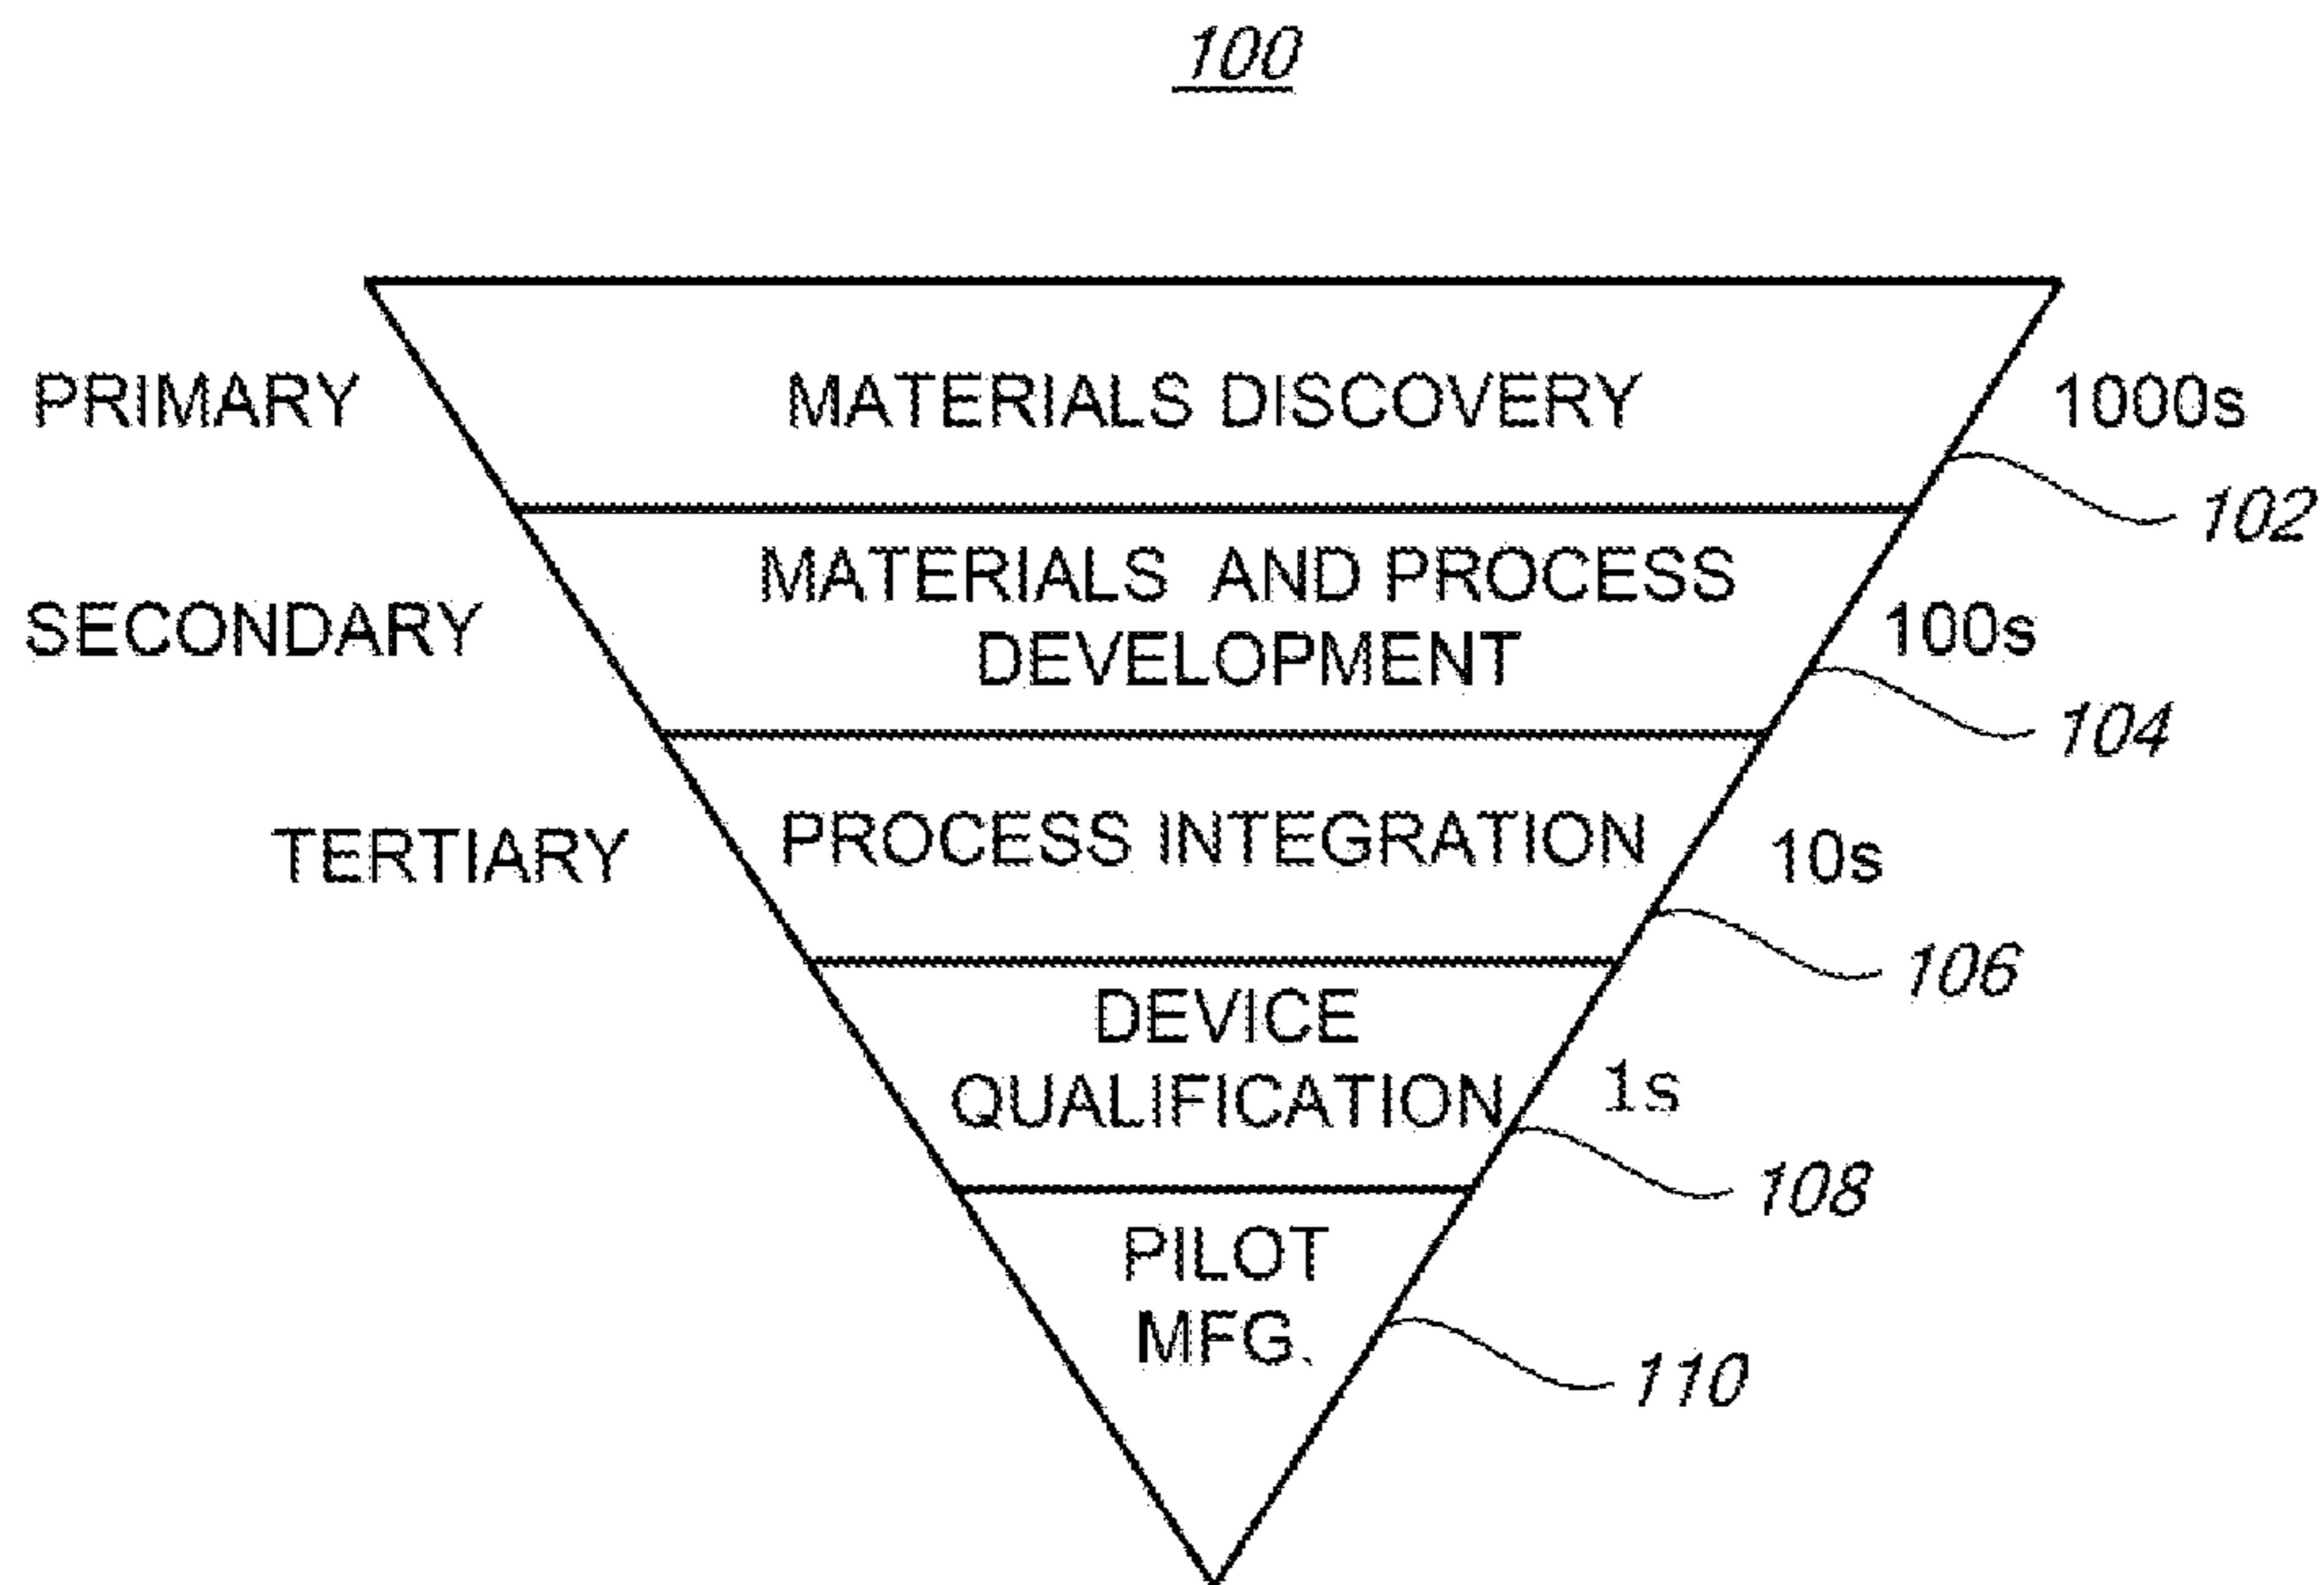 100
PRIMARY
MATERIALS DISCOVERY
1000s
102
SECONDARY
MATERIALS AND PROCESS
DEVELOPMENT
100s
104
TERTIARY
PROCESS INTEGRATION
10s
106
DEVICE
QUALIFICATION
1s
108
PILOT
MFG.
110